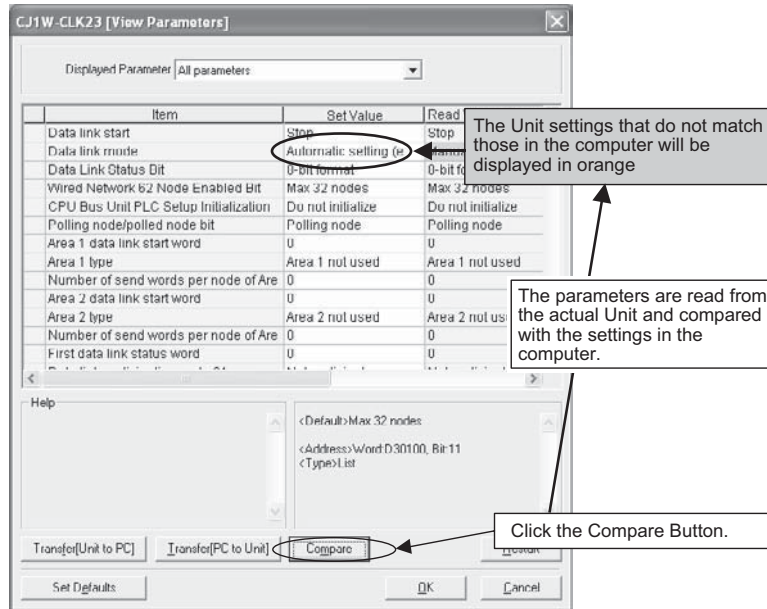 CJ1W-CLK23 [View Parameters]
Displayed Parameter All parameters
Item Set Value Read
Data link start Stop Stop
Data link mode Automatic setting (e
Data Link Status Bit 8-bit format 8-bit fo
Wired Network 62 Node Enabled Bit Max 32 nodes Max 32 nodes
CPU Bus Unit PLC Setup Initialization Do not initialize Do not initialize
Polling node/polled node bit Polling node Polling node
Area 1 data link start word 0 0
Area 1 type Area 1 not used Area 1 not used
Number of send words per node of Are 0 0
Area 2 data link start word 0 0
Area 2 type Area 2 not used Area 2 not us
Number of send words per node of Are 0 0
First data link status word 0 0
The Unit settings that do not match
those in the computer will be
displayed in orange
The parameters are read from
the actual Unit and compared
with the settings in the
computer.
Help
<Default>Max 32 nodes
<Address>Word:D30100, Bit:11
<Type>List
Click the Compare Button.
Transfer[Unit to PC] Transfer[PC to Unit] Compare Restart
Set Defaults OK Cancel